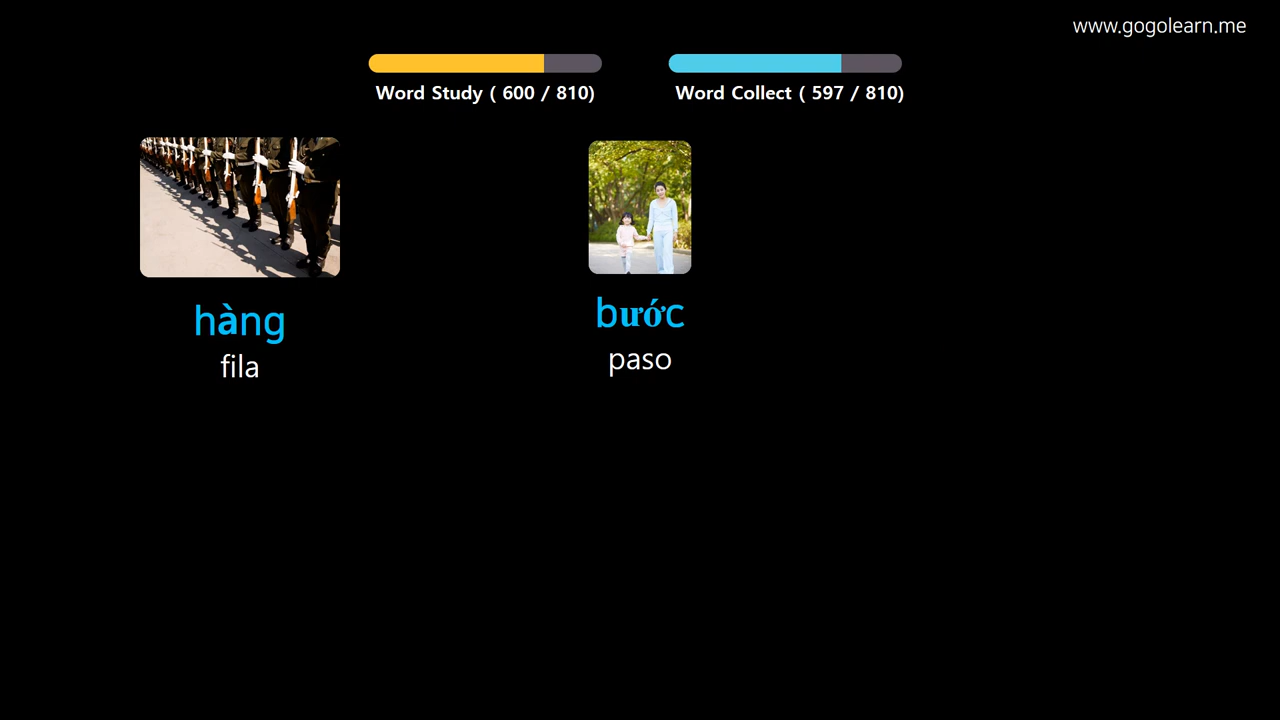 www.gogolearn.me
Word Study ( 600 / 810)
Word Collect ( 597 / 810)
hàng
fila
bước
paso